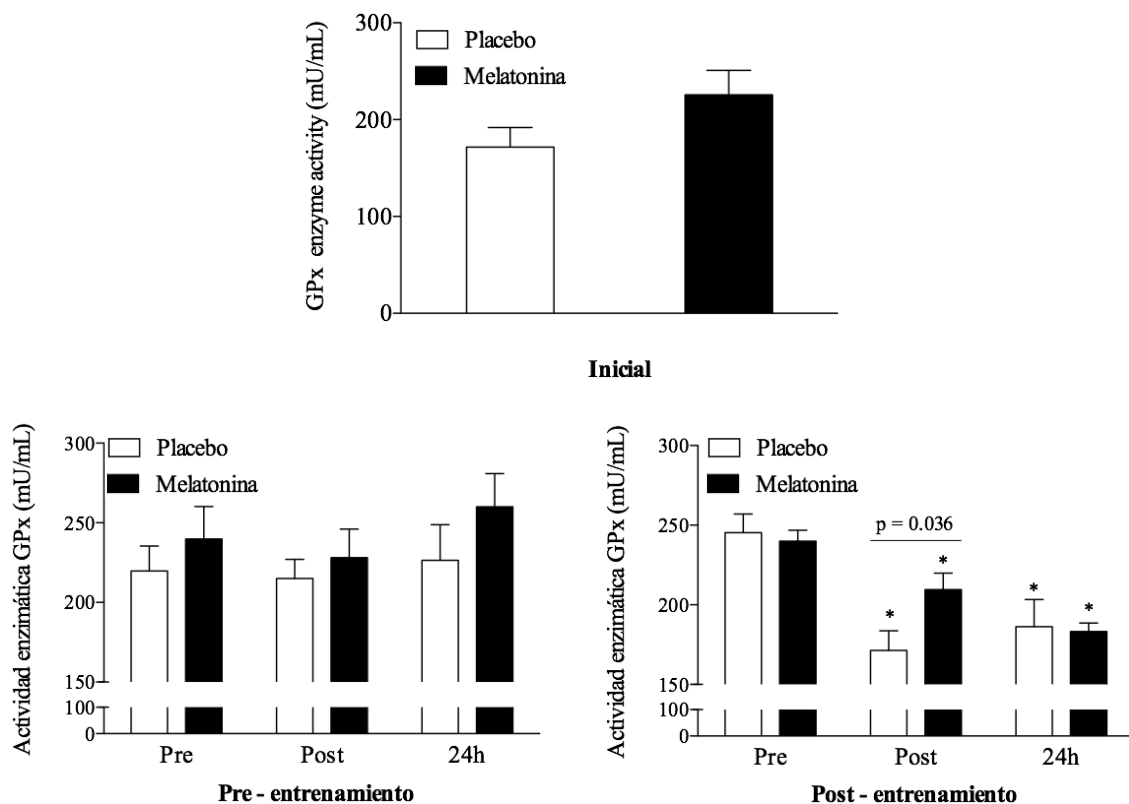 GPx enzyme activity (mU/mL)
300
200
100
0
Placebo
Melatonina
Inicial
Actividad enzimática GPx (mU/mL)
300
250
200
150
100
0
Placebo
Melatonina
Pre
Post
24h
Pre - entrenamiento
Actividad enzimática GPx (mU/mL)
300
250
200
150
100
0
Placebo
Melatonina
p = 0.036
*
*
*
*
Pre
Post
24h
Post - entrenamiento